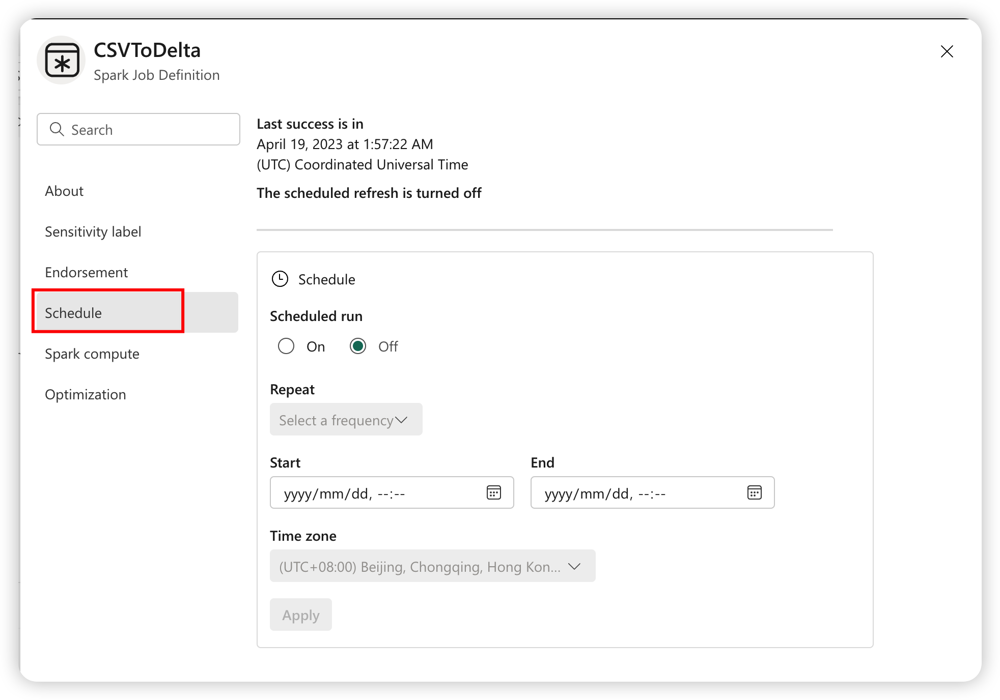 CSVToDelta
Spark Job Definition
Search
About
Sensitivity label
Endorsement
Schedule
Spark compute
Optimization
Last success is in
April 19, 2023 at 1:57:22 AM
(UTC) Coordinated Universal Time
The scheduled refresh is turned off
Schedule
Scheduled run
On Off
Repeat
Select a frequency
Start End
yyyy/mm/dd, --:-- yyyy/mm/dd, --:--
Time zone
(UTC+08:00) Beijing, Chongqing, Hong Kon...
Apply